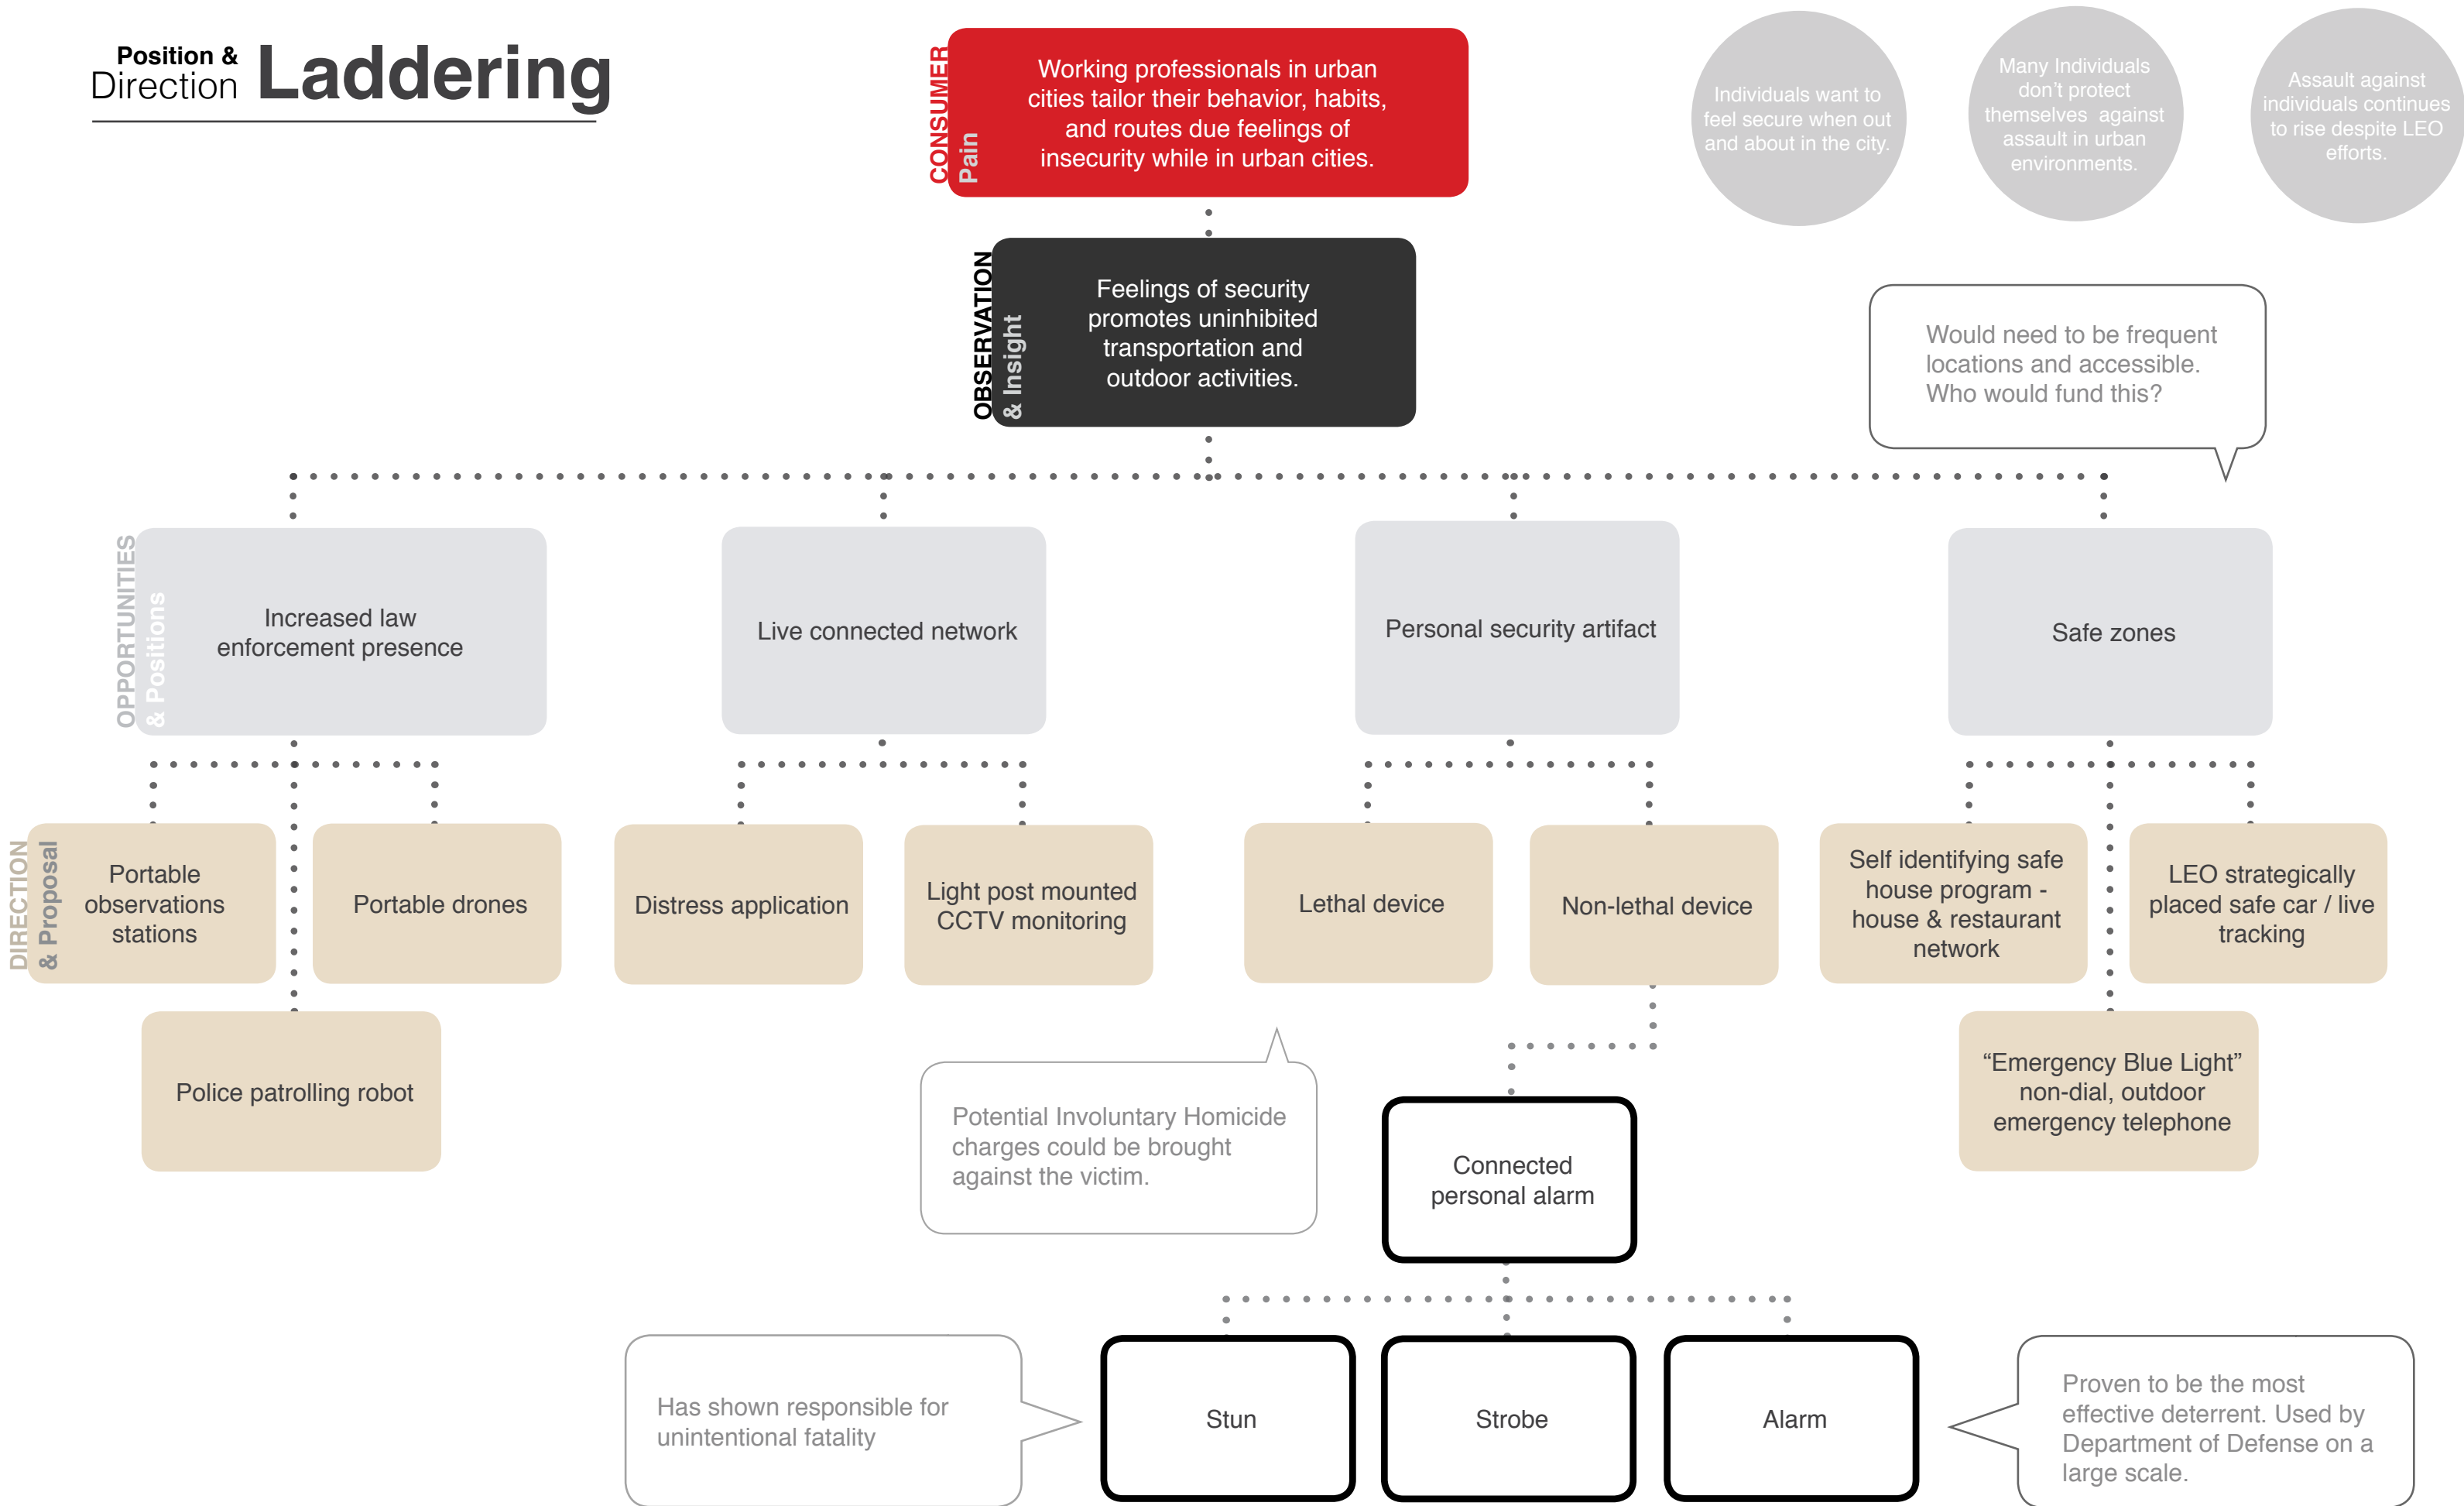 Position &
Direction Laddering
CONSUMER
Pain
Working professionals in urban
cities tailor their behavior, habits,
and routes due feelings of
insecurity while in urban cities.
Individuals want to
feel secure when out
and about in the city.
Many Individuals
don't protect
themselves against
assault in urban
environments.
Assault against
individuals continues
to rise despite LEO
efforts.
OBSERVATION
& Insight
Feelings of security
promotes uninhibited
transportation and
outdoor activities.
Would need to be frequent
locations and accessible.
Who would fund this?
OPPORTUNITIES
& Positions
Increased law
enforcement presence
Live connected network
Personal security artifact
Safe zones
DIRECTION
& Proposal
Portable
observations
stations
Portable drones
Distress application
Light post mounted
CCTV monitoring
Lethal device
Non-lethal device
Self identifying safe
house program -
house & restaurant
network
LEO strategically
placed safe car / live
tracking
Police patrolling robot
“Emergency Blue Light”
non-dial, outdoor
emergency telephone
Potential Involuntary Homicide
charges could be brought
against the victim.
Connected
personal alarm
Has shown responsible for
unintentional fatality
Stun
Strobe
Alarm
Proven to be the most
effective deterrent. Used by
Department of Defense on a
large scale.